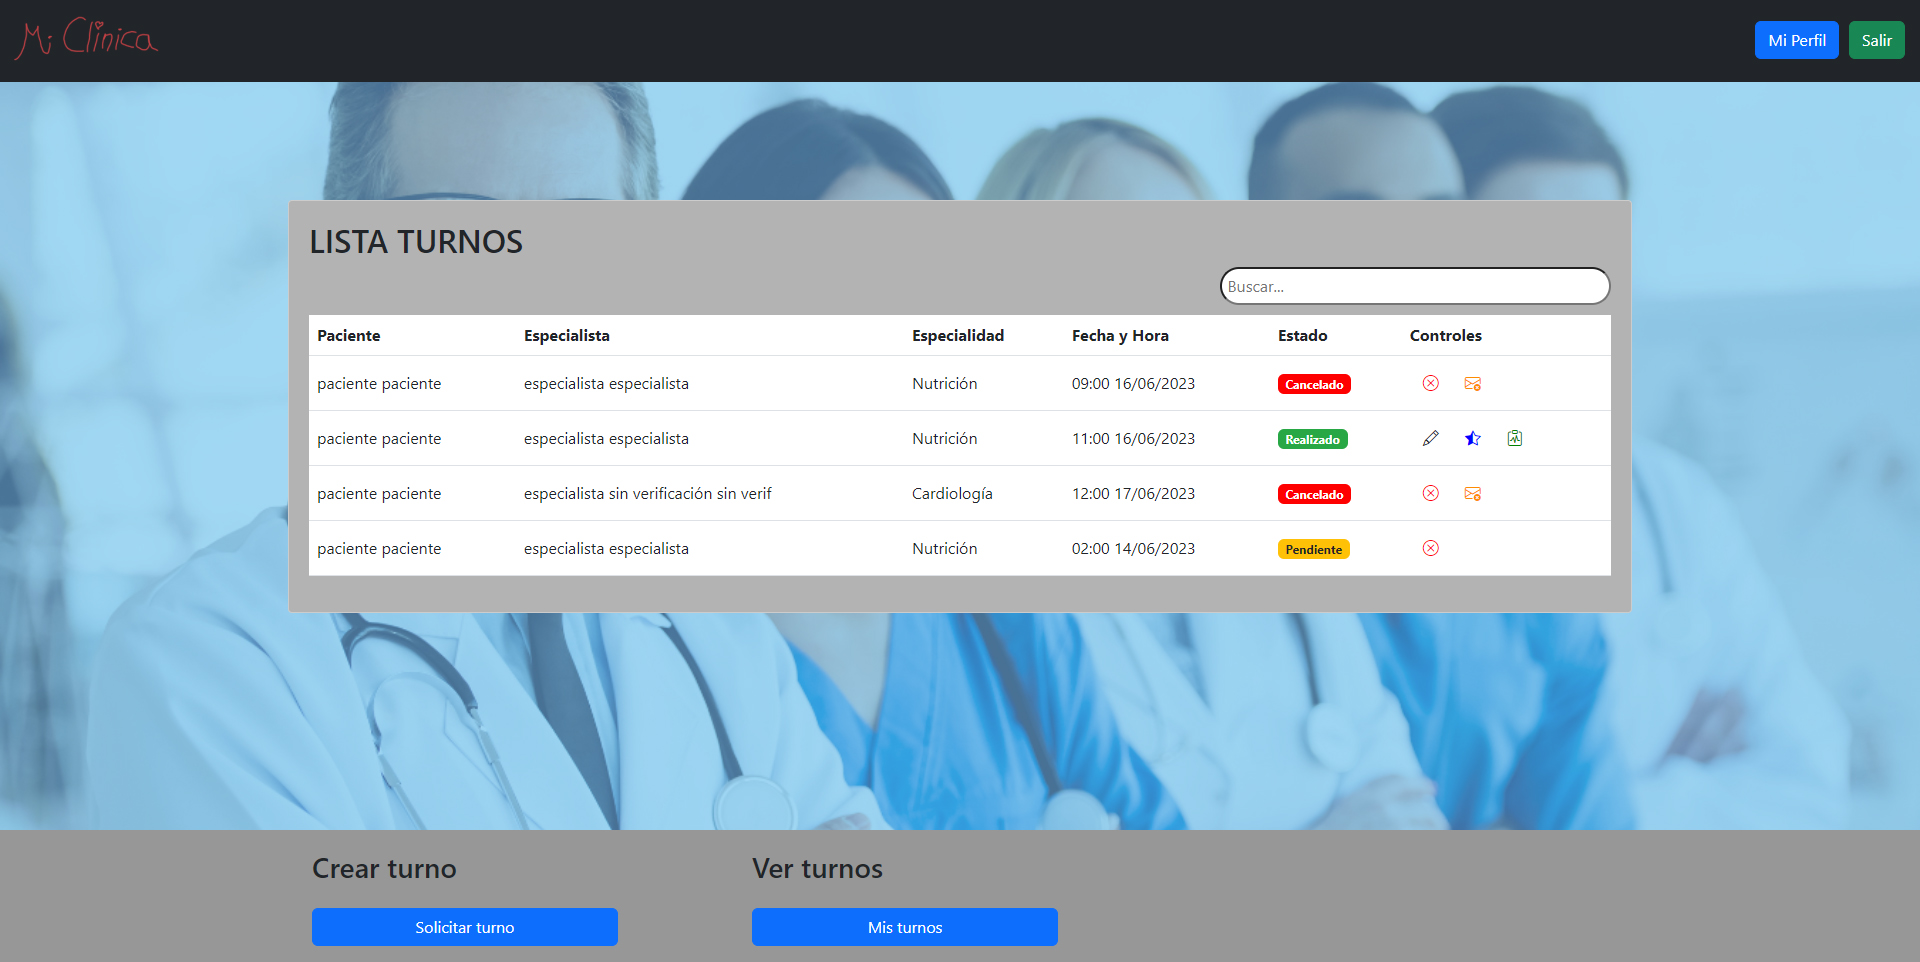 Mi Clinica
Mi Perfil Salir
LISTA TURNOS
Buscar...
Paciente Especialista Especialidad Fecha y Hora Estado Controles
paciente paciente especialista especialista Nutrición 09:00 16/06/2023 Cancelado
paciente paciente especialista especialista Nutrición 11:00 16/06/2023 Realizado
paciente paciente especialista sin verificación sin verif Cardiología 12:00 17/06/2023 Cancelado
paciente paciente especialista especialista Nutrición 02:00 14/06/2023 Pendiente
Crear turno Ver turnos
Solicitar turno Mis turnos